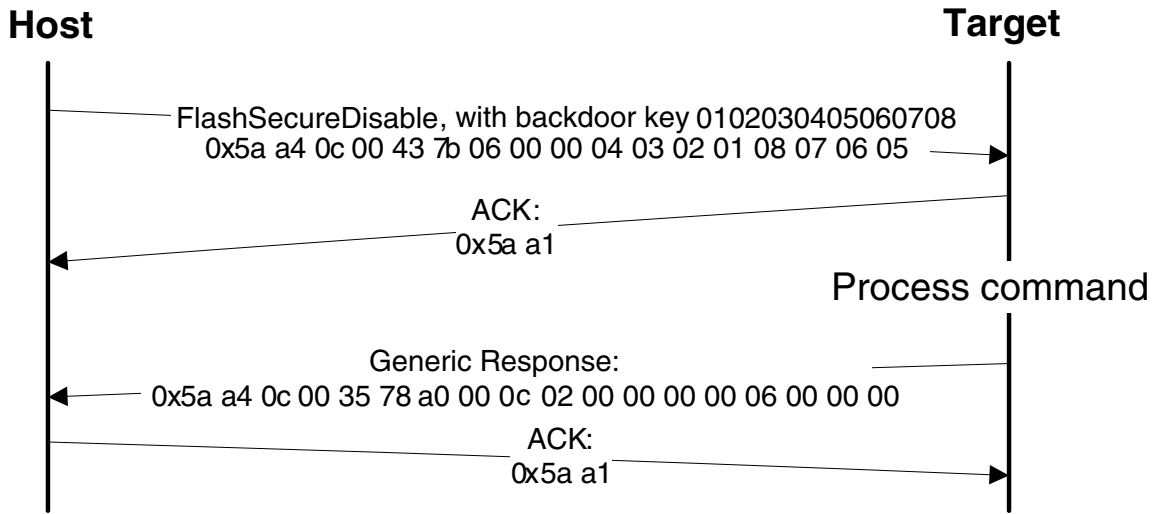 Host
Target
FlashSecureDisable, with backdoor key 0102030405060708
0x5a a4 0c 00 43 7b 06 00 00 04 03 02 01 08 07 06 05
ACK:
0x5a a1
Process command
Generic Response:
0x5a a4 0c 00 35 78 a0 00 0c 02 00 00 00 00 06 00 00 00
ACK:
0x5a a1